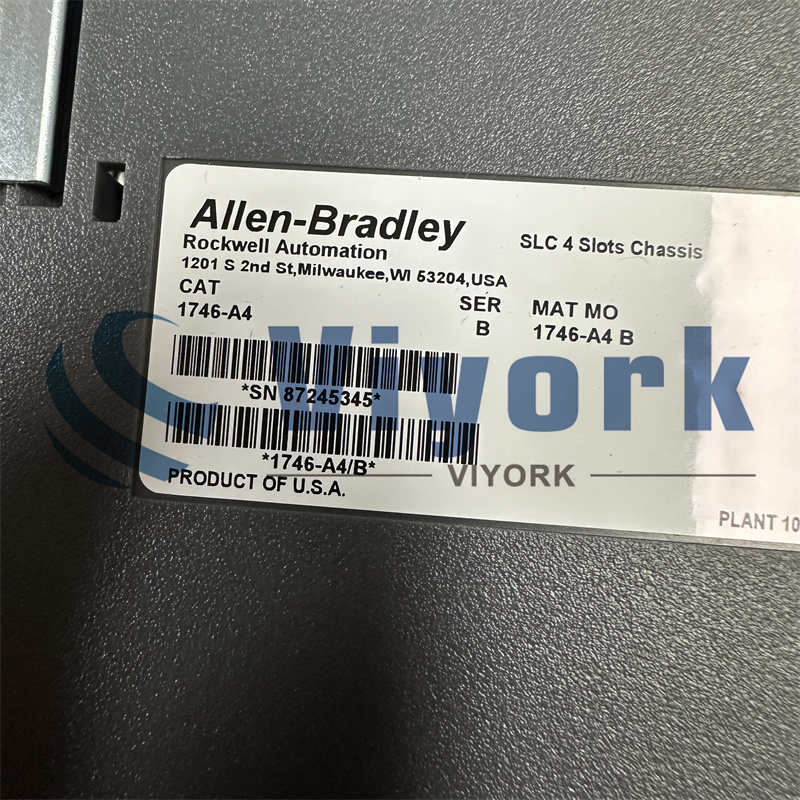 Allen-Bradley
Rockwell Automation
SLC 4 Slots Chassis
1201 S 2nd St,Milwaukee,WI 53204,USA
CAT SER MAT MO
1746-A4 B 1746-A4 B
*SN 87245345*
Viyork
*1746-A4/B*
VIYORK
PRODUCT OF U.S.A.
PLANT 10